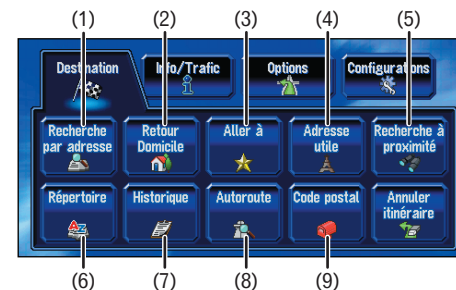 (1) (2) (3) (4) (5)
Destination Info/Trafic Options Configurations
Recherche par adresse
Retour Domicile
Aller à
Adresse utile
Recherche à proximité
Répertoire
Historique
Autoroute
Code postal
Annuler itinéraire
AZ
(6) (7) (8) (9)